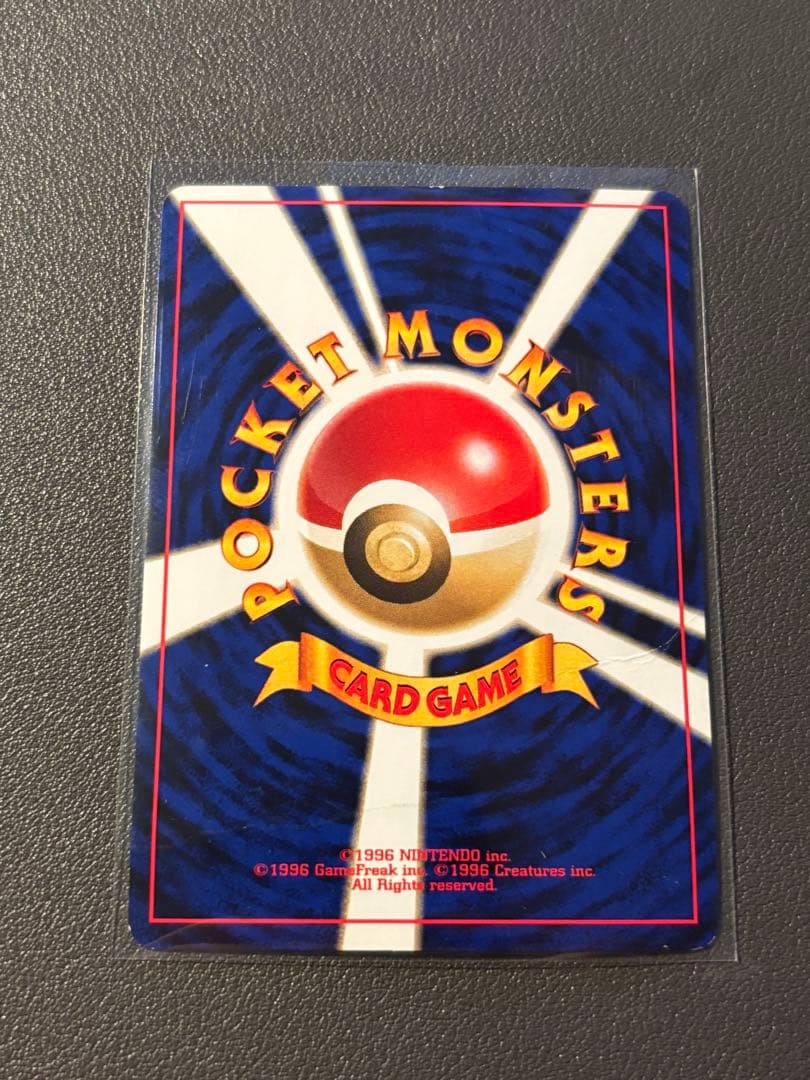 POCKET MONSTERS
CARD GAME
©1996 NINTENDO inc.
©1996 GameFreak inc. ©1996 Creatures inc.
All Rights reserved.